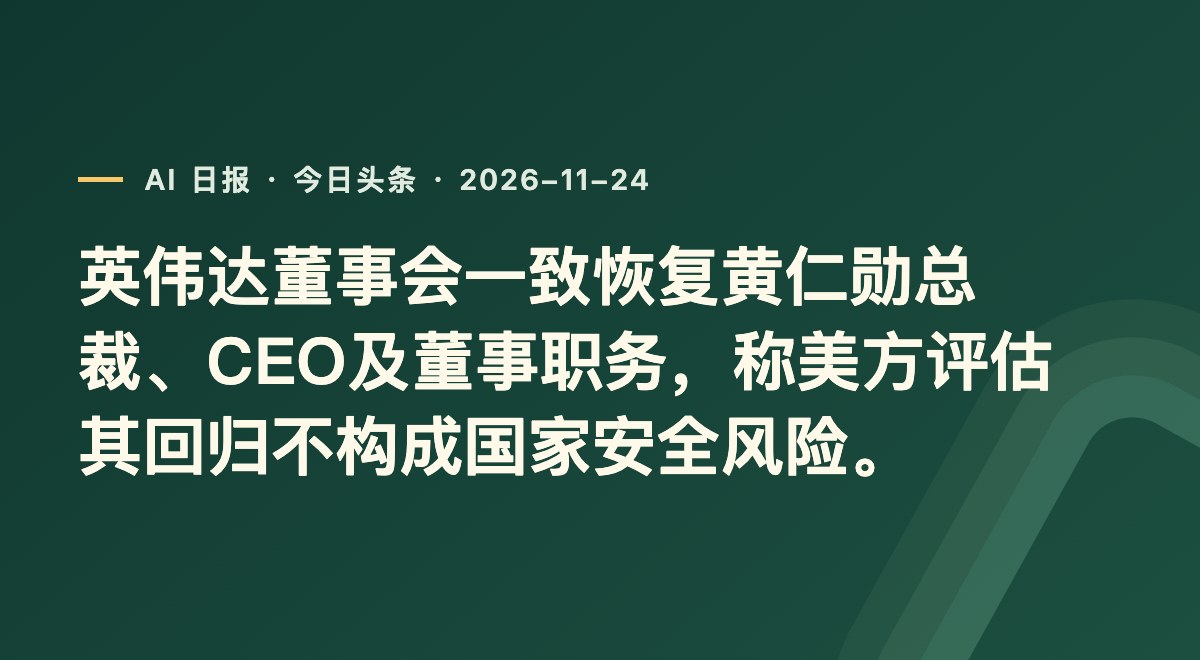 AI 日报 · 今日头条 · 2026–11–24
英伟达董事会一致恢复黄仁勋总
裁、CEO及董事职务，称美方评估
其回归不构成国家安全风险。